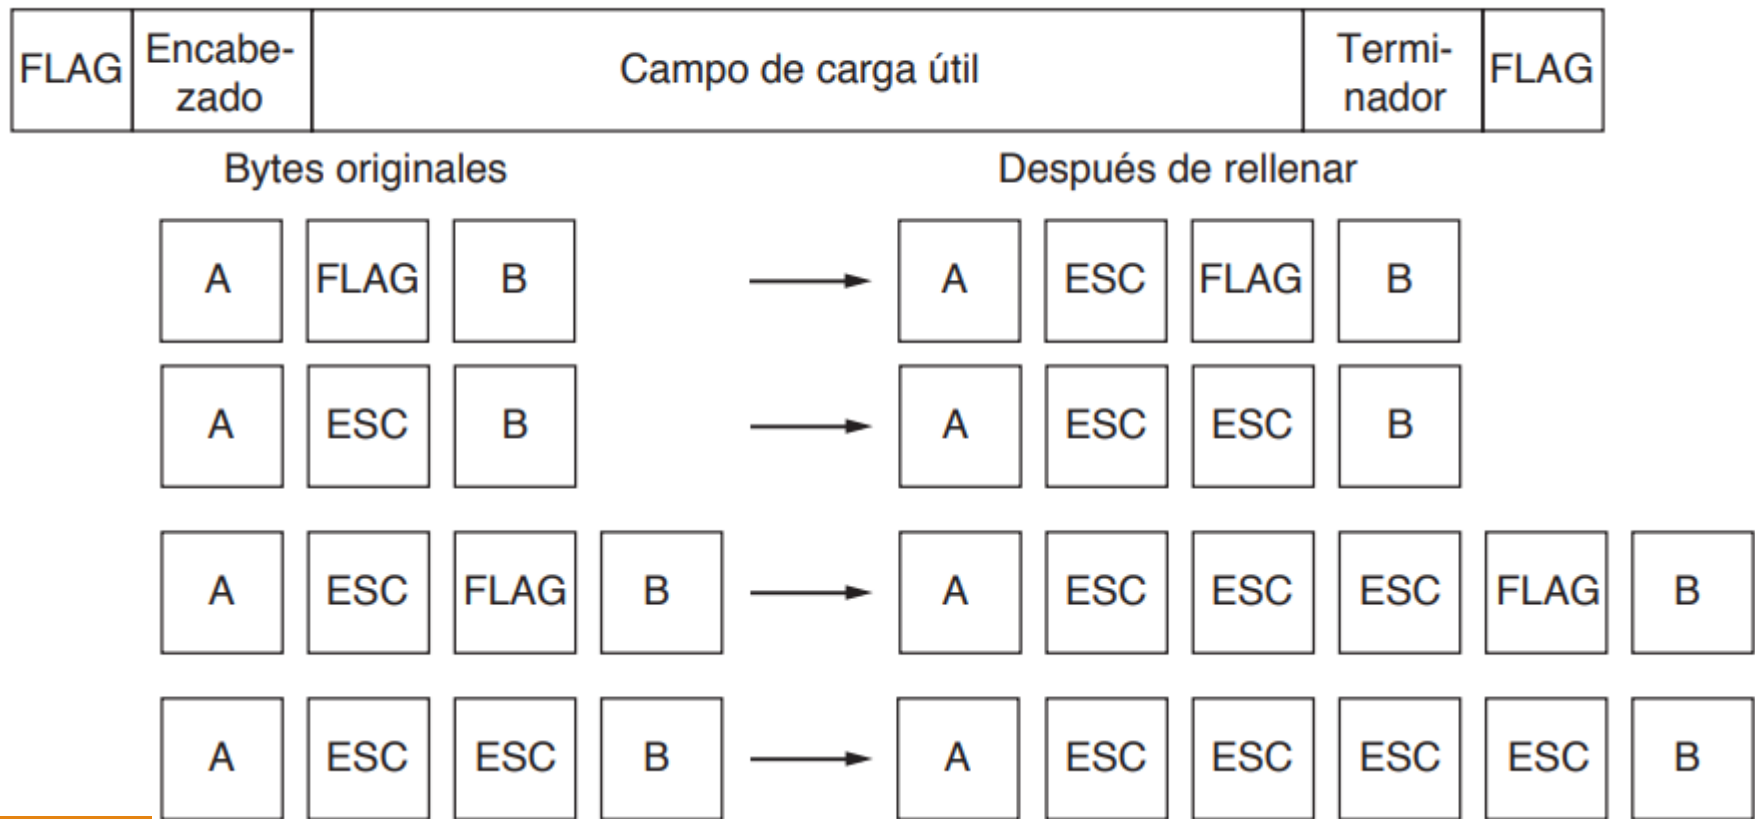 FLAG Encabe- Campo de carga útil Termi- FLAG
zado nador
Bytes originales Después de rellenar
A FLAG B A ESC FLAG B
A ESC B A ESC ESC B
A ESC FLAG B A ESC ESC ESC FLAG B
A ESC ESC B A ESC ESC ESC ESC B